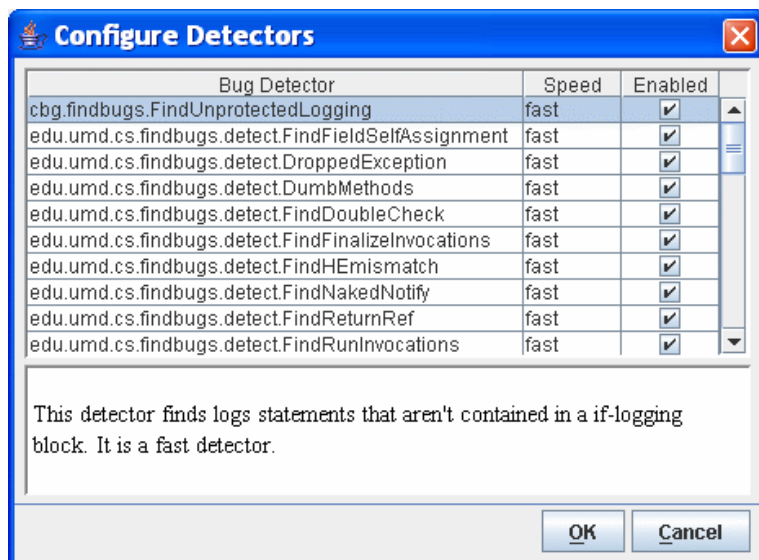 Configure Detectors
Bug Detector Speed Enabled
cbg.findbugs.FindUnprotectedLogging fast
edu.umd.cs.findbugs.detect.FindFieldSelfAssignment fast
edu.umd.cs.findbugs.detect.DroppedException fast
edu.umd.cs.findbugs.detect.DumbMethods fast
edu.umd.cs.findbugs.detect.FindDoubleCheck fast
edu.umd.cs.findbugs.detect.FindFinalizeInvocations fast
edu.umd.cs.findbugs.detect.FindHEmismatch fast
edu.umd.cs.findbugs.detect.FindNakedNotify fast
edu.umd.cs.findbugs.detect.FindReturnRef fast
edu.umd.cs.findbugs.detect.FindRunInvocations fast
This detector finds logs statements that aren't contained in a if-logging
block. It is a fast detector.
OK Cancel